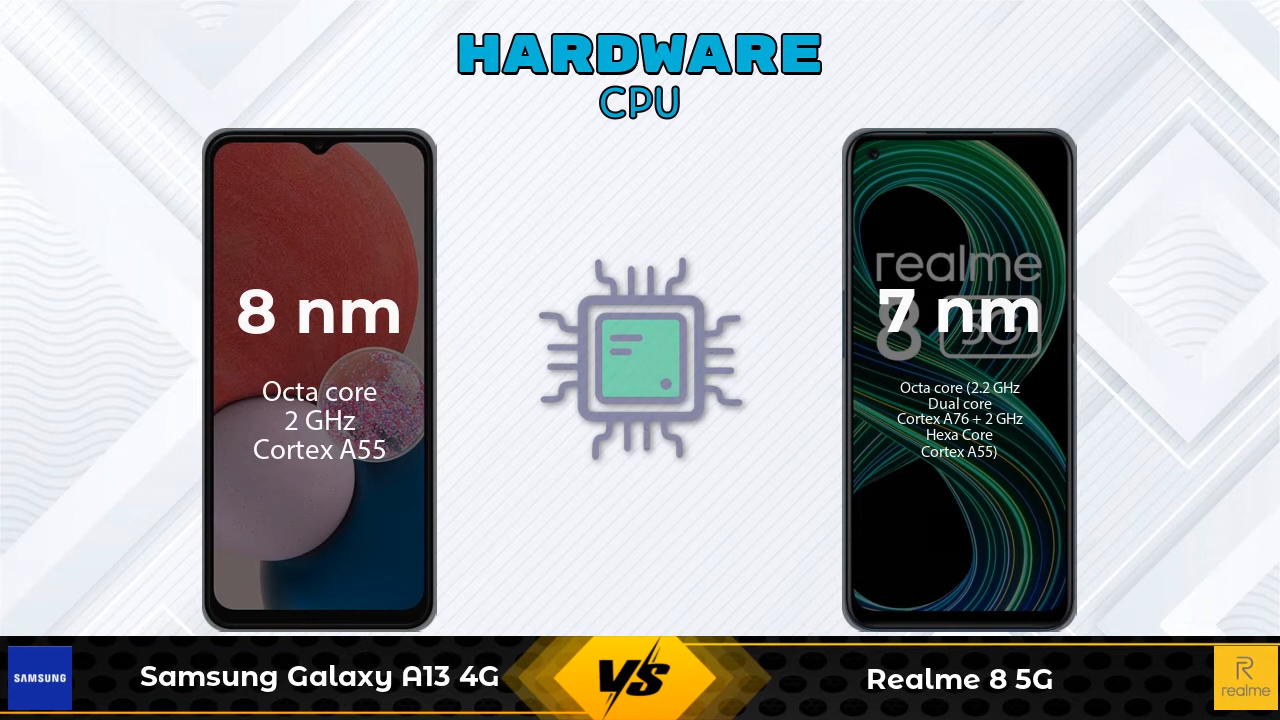 HARDWARE
CPU
8 nm
Octa core
2 GHz
Cortex A55
realme
8 5G
7 nm
Octa core (2.2 GHz
Dual core
Cortex A76 + 2 GHz
Hexa Core
Cortex A55)
SAMSUNG
Samsung Galaxy A13 4G
VS
Realme 8 5G
R
realme